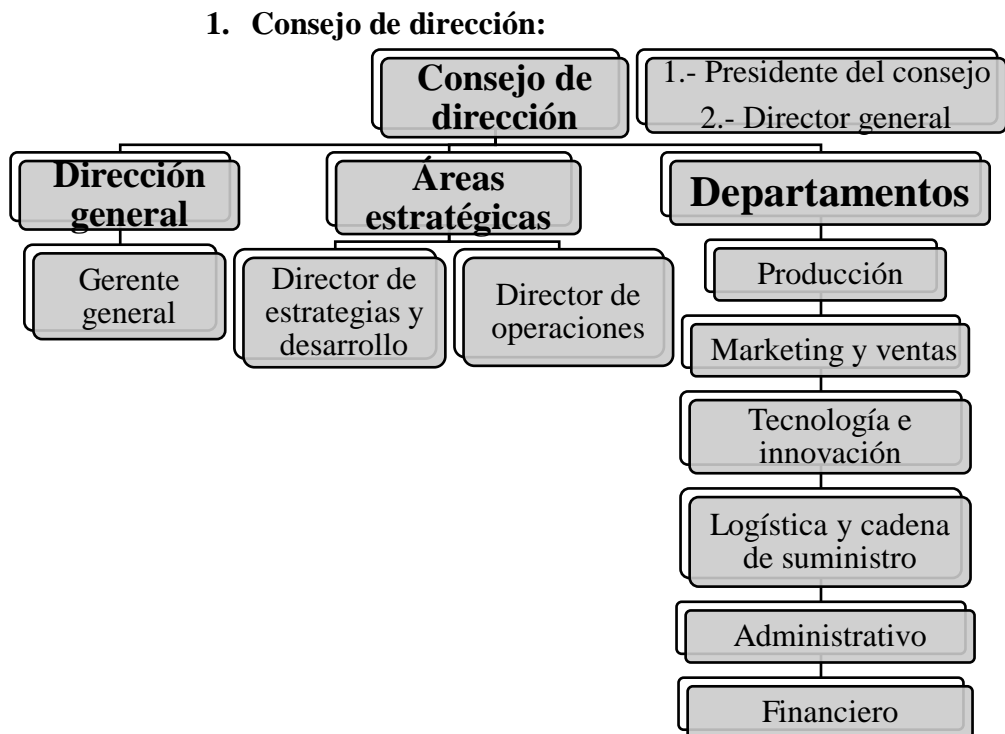 1. Consejo de dirección:
Consejo de
dirección
1.- Presidente del consejo
2.- Director general
Dirección
general
Áreas
estratégicas
Departamentos
Gerente
general
Director de
estrategias y
desarrollo
Director de
operaciones
Producción
Marketing y ventas
Tecnología e
innovación
Logística y cadena
de suministro
Administrativo
Financiero